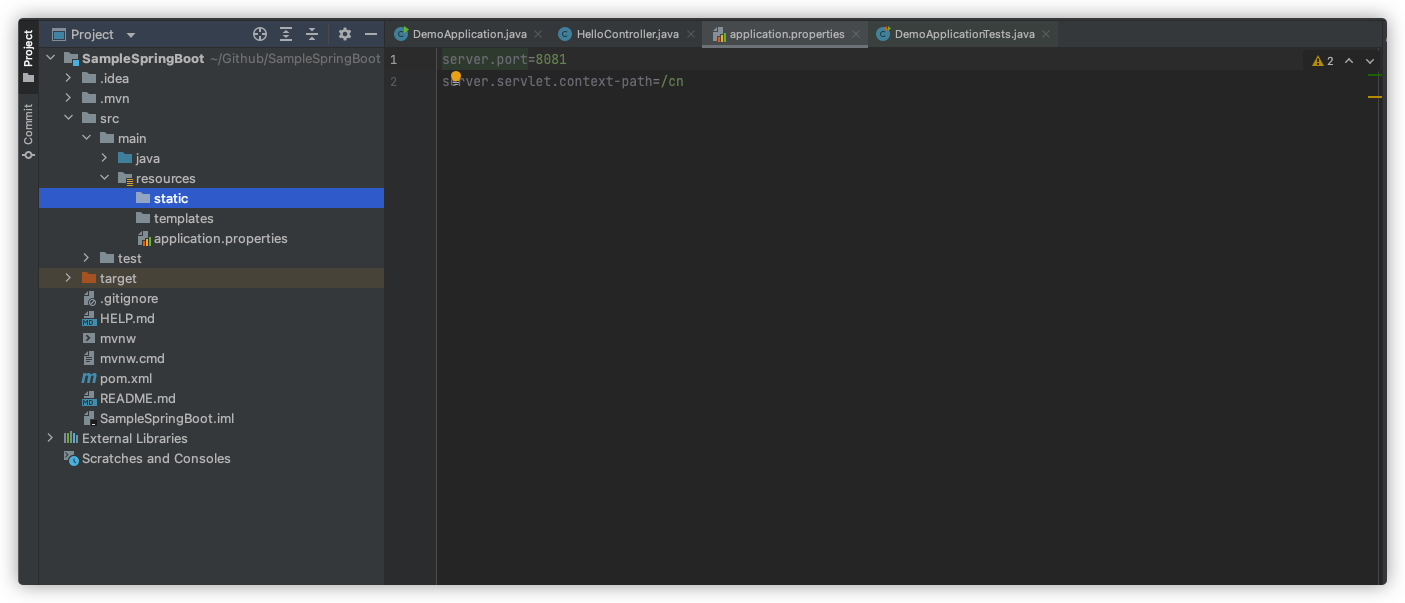 Project
DemoApplication.java
HelloController.java
application.properties
DemoApplicationTests.java
Project
Commit
SampleSpringBoot ~/Github/SampleSpringBoot
.idea
.mvn
src
main
java
resources
static
templates
application.properties
test
target
.gitignore
HELP.md
mvnw
mvnw.cmd
pom.xml
README.md
SampleSpringBoot.iml
External Libraries
Scratches and Consoles
1 server.port=8081
2 server.servlet.context-path=/cn
2